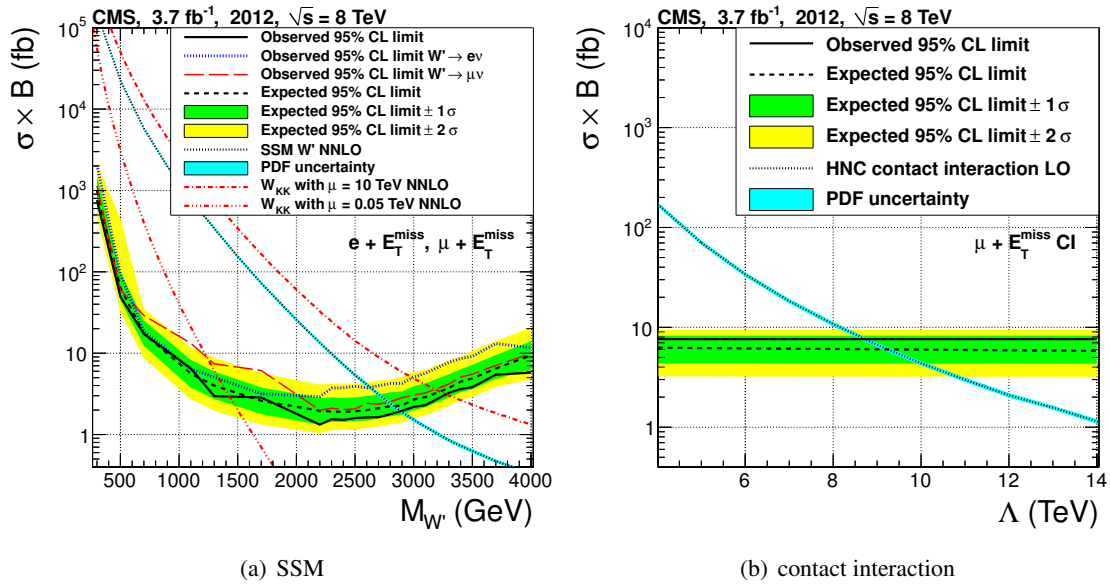 CMS, 3.7 fb⁻¹, 2012, √s = 8 TeV
σ × B (fb)
10⁵
10⁴
10³
10²
10
1
Observed 95% CL limit
Observed 95% CL limit W' → eν
Observed 95% CL limit W' → μν
Expected 95% CL limit
Expected 95% CL limit ± 1 σ
Expected 95% CL limit ± 2 σ
SSM W' NNLO
PDF uncertainty
W_KK with μ = 10 TeV NNLO
W_KK with μ = 0.05 TeV NNLO
e + E_T^miss, μ + E_T^miss
500 1000 1500 2000 2500 3000 3500 4000
M_W' (GeV)
(a) SSM
CMS, 3.7 fb⁻¹, 2012, √s = 8 TeV
σ × B (fb)
10⁴
10³
10²
10
1
Observed 95% CL limit
Expected 95% CL limit
Expected 95% CL limit ± 1 σ
Expected 95% CL limit ± 2 σ
HNC contact interaction LO
PDF uncertainty
μ + E_T^miss CI
6 8 10 12 14
Λ (TeV)
(b) contact interaction